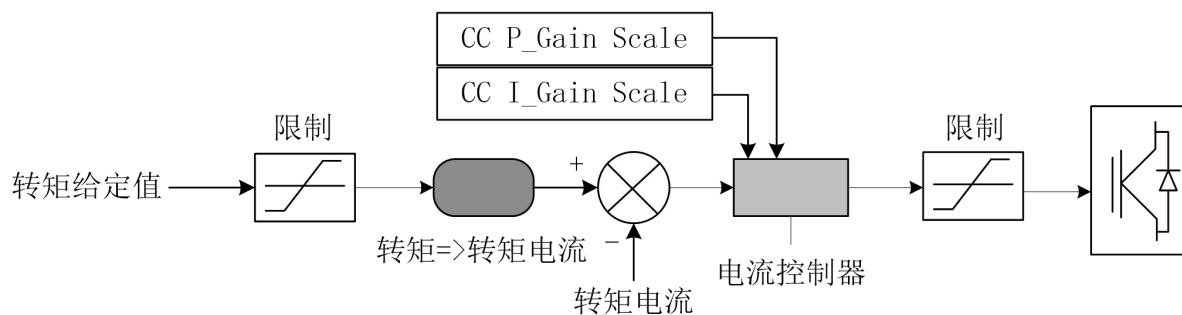 CC P_Gain Scale
CC I_Gain Scale
限制
限制
转矩给定值
+
转矩=>转矩电流
-
电流控制器
转矩电流